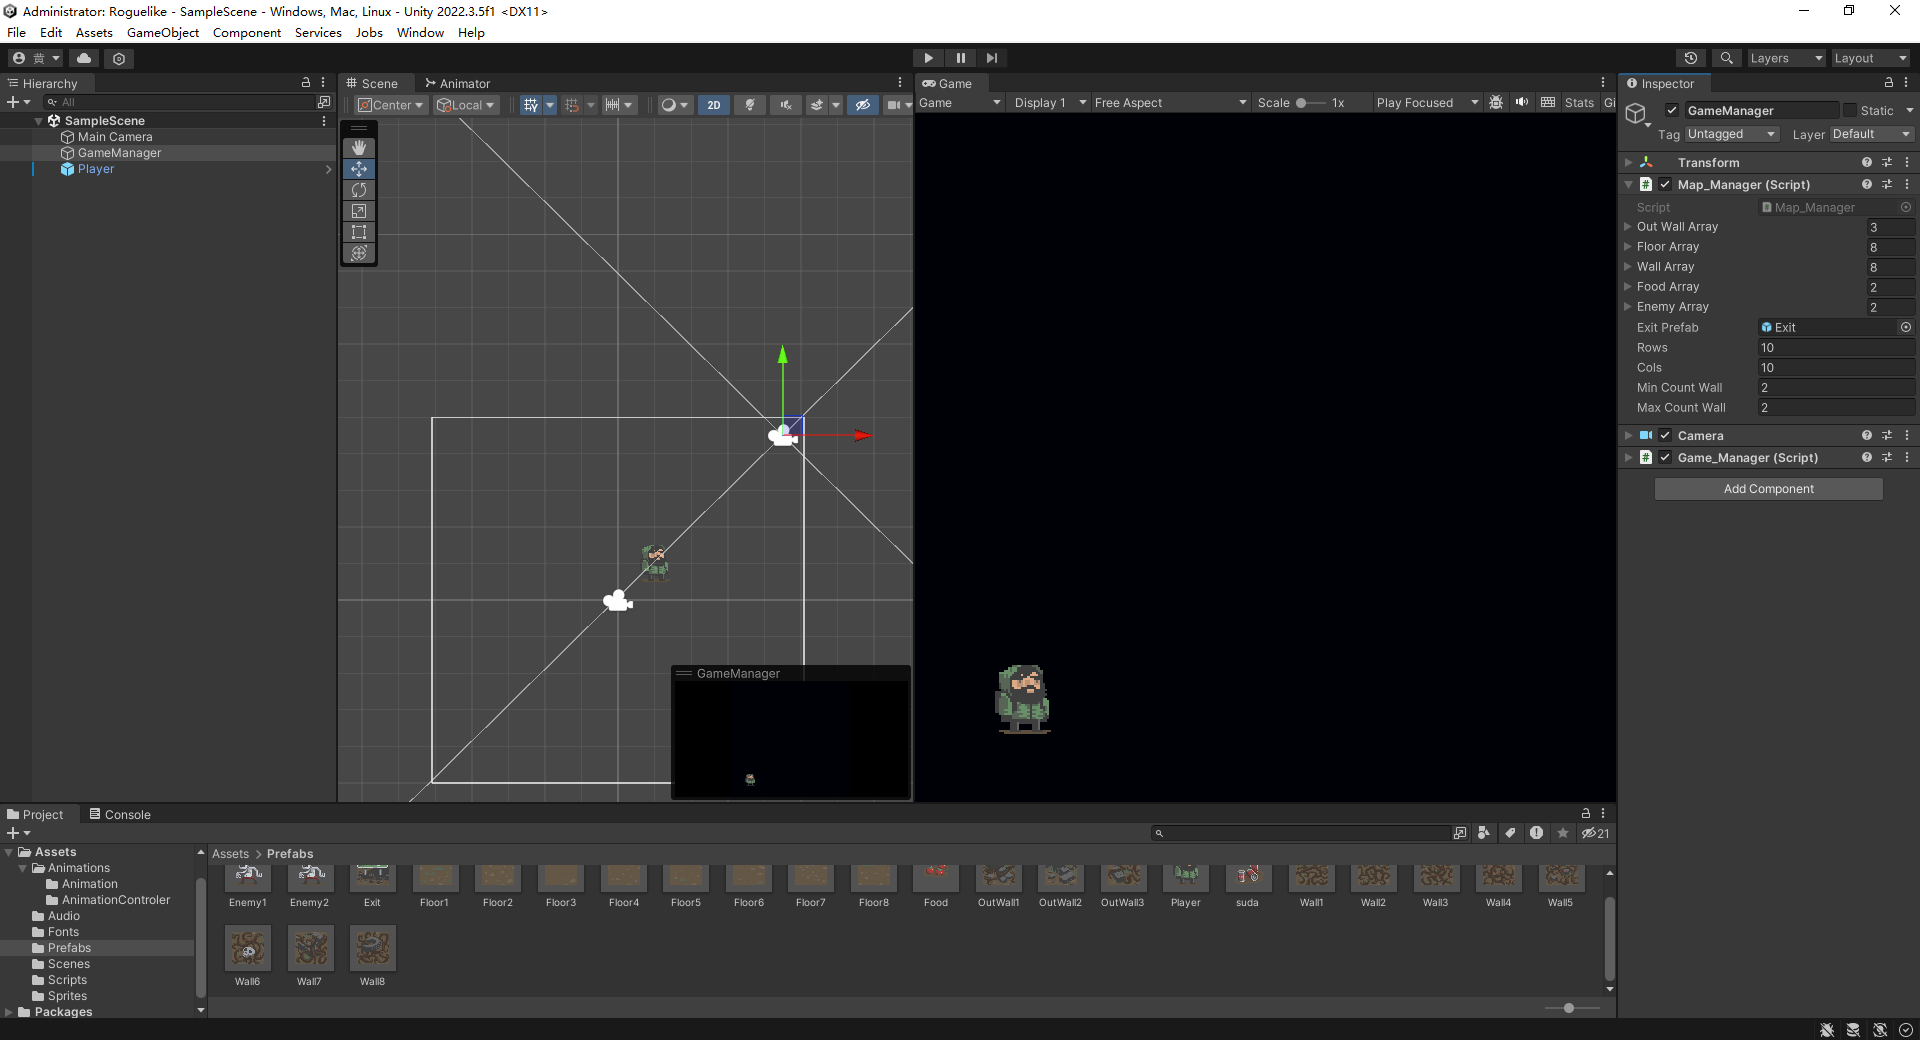 Administrator: Roguelike - SampleScene - Windows, Mac, Linux - Unity 2022.3.5f1 <DX11>
File Edit Assets GameObject Component Services Jobs Window Help
黄 Layers Layout
Hierarchy
All
SampleScene
Main Camera
GameManager
Player
Scene Animator
Center Local 2D
GameManager
Game
Game Display 1 Free Aspect Scale 1x Play Focused Stats Gi
Inspector
GameManager Static
Tag Untagged Layer Default
Transform
# Map_Manager (Script)
Script Map_Manager
Out Wall Array 3
Floor Array 8
Wall Array 8
Food Array 2
Enemy Array 2
Exit Prefab Exit
Rows 10
Cols 10
Min Count Wall 2
Max Count Wall 2
Camera
# Game_Manager (Script)
Add Component
Project Console
21
Assets
Animations
Animation
AnimationControler
Audio
Fonts
Prefabs
Scenes
Scripts
Sprites
Packages
Assets > Prefabs
Enemy1 Enemy2 Exit Floor1 Floor2 Floor3 Floor4 Floor5 Floor6 Floor7 Floor8 Food OutWall1 OutWall2 OutWall3 Player suda Wall1 Wall2 Wall3 Wall4 Wall5
Wall6 Wall7 Wall8